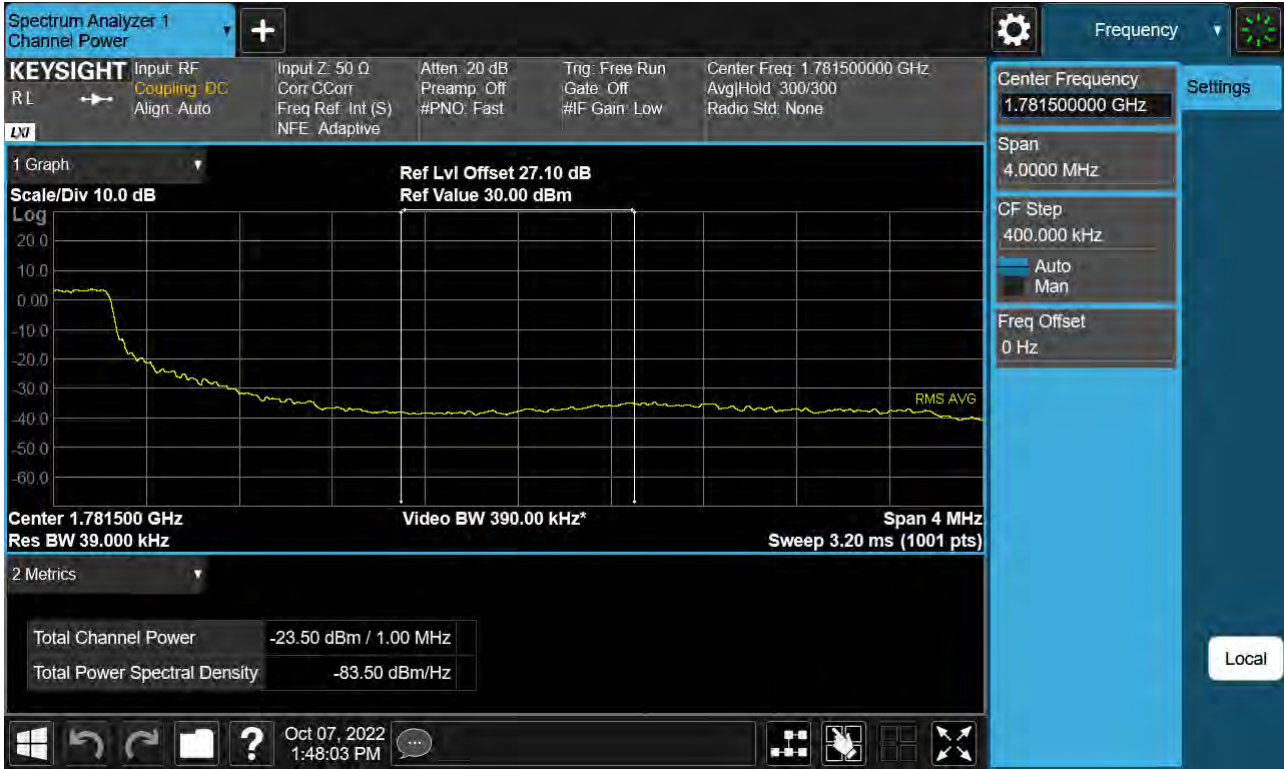 Spectrum Analyzer 1
Channel Power
+
Frequency
KEYSIGHT
R L
LXI
Input: RF
Coupling: DC
Align: Auto
Input Z: 50 Ω
Corr CCorr
Freq Ref: Int (S)
NFE: Adaptive
Atten: 20 dB
Preamp: Off
#PNO: Fast
Trig: Free Run
Gate: Off
#IF Gain: Low
Center Freq: 1.781500000 GHz
Avg|Hold: 300/300
Radio Std: None
1 Graph
Scale/Div 10.0 dB
Ref Lvl Offset 27.10 dB
Ref Value 30.00 dBm
Log
20.0
10.0
0.00
-10.0
-20.0
-30.0
-40.0
-50.0
-60.0
RMS AVG
Center 1.781500 GHz
Res BW 39.000 kHz
Video BW 390.00 kHz*
Span 4 MHz
Sweep 3.20 ms (1001 pts)
2 Metrics
Total Channel Power -23.50 dBm / 1.00 MHz
Total Power Spectral Density -83.50 dBm/Hz
Center Frequency
1.781500000 GHz
Span
4.0000 MHz
CF Step
400.000 kHz
Auto
Man
Freq Offset
0 Hz
Settings
Local
?
Oct 07, 2022
1:48:03 PM